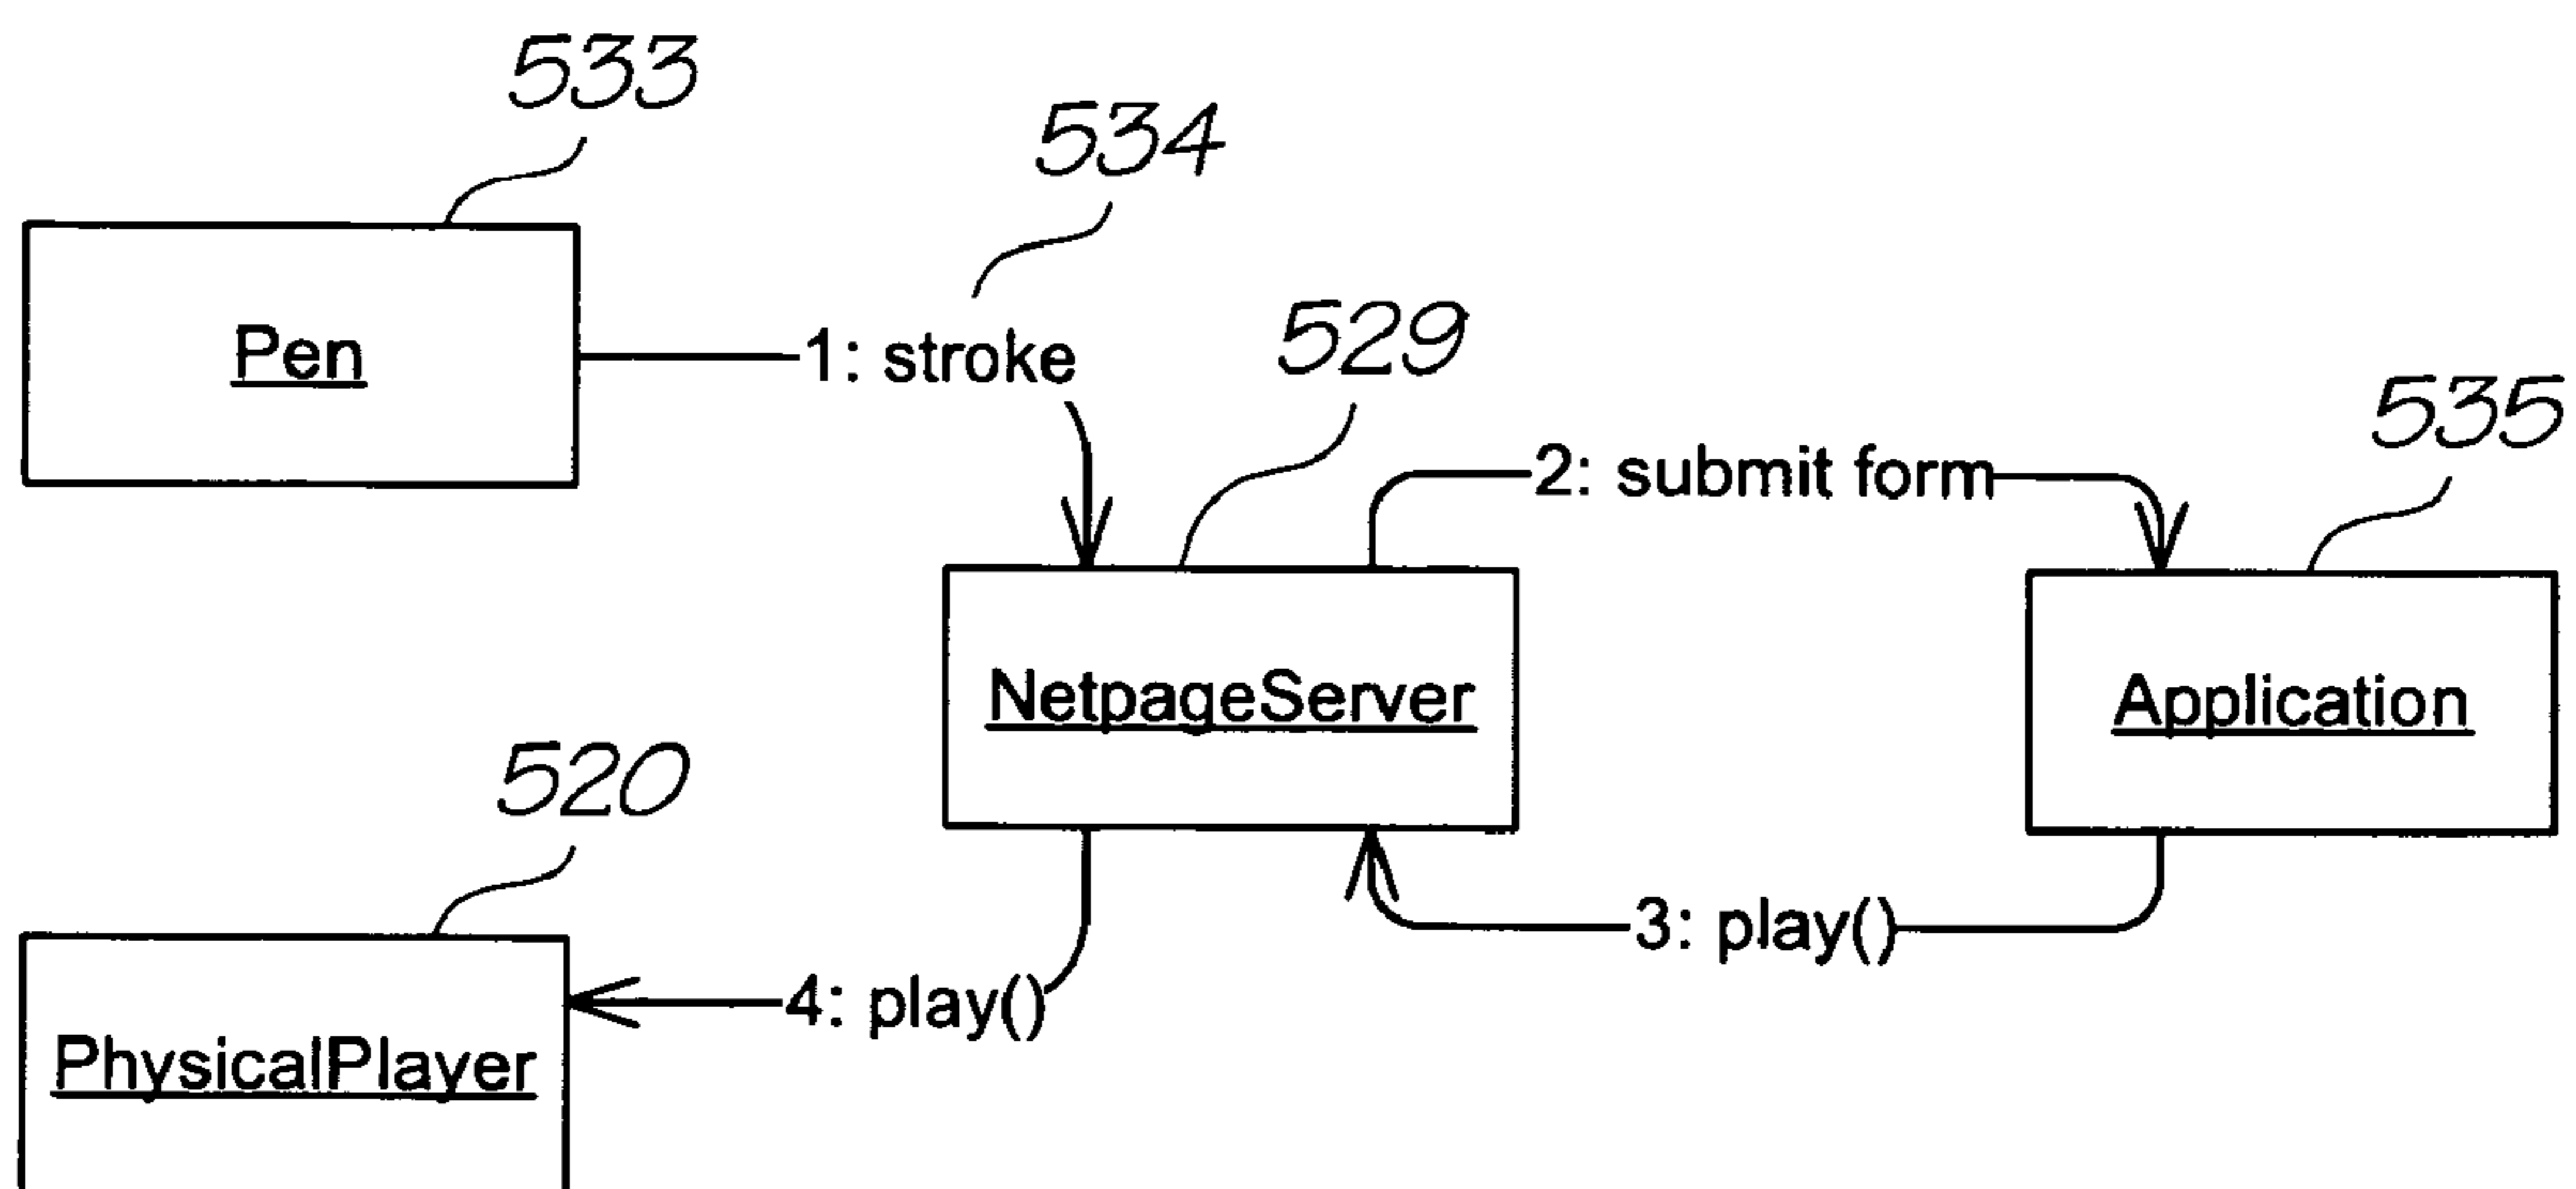 533
534
Pen
1: stroke
529
535
2: submit form
NetpageServer
Application
520
3: play()
4: play()
PhysicalPlayer